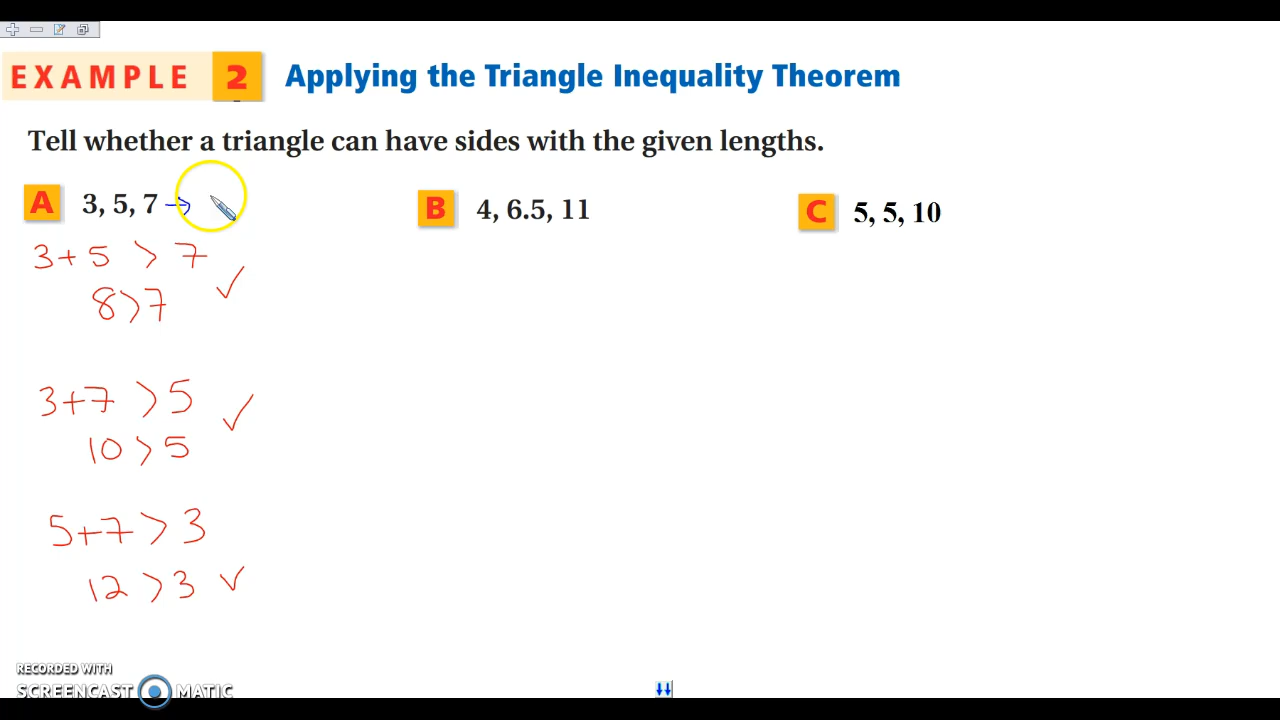 EXAMPLE 2 Applying the Triangle Inequality Theorem
Tell whether a triangle can have sides with the given lengths.
A 3, 5, 7 →
B 4, 6.5, 11
C 5, 5, 10
3+5 > 7
8>7 ✓
3+7 > 5 ✓
10 > 5
5+7 > 3
12 > 3 ✓
RECORDED WITH
SCREENCAST MATIC